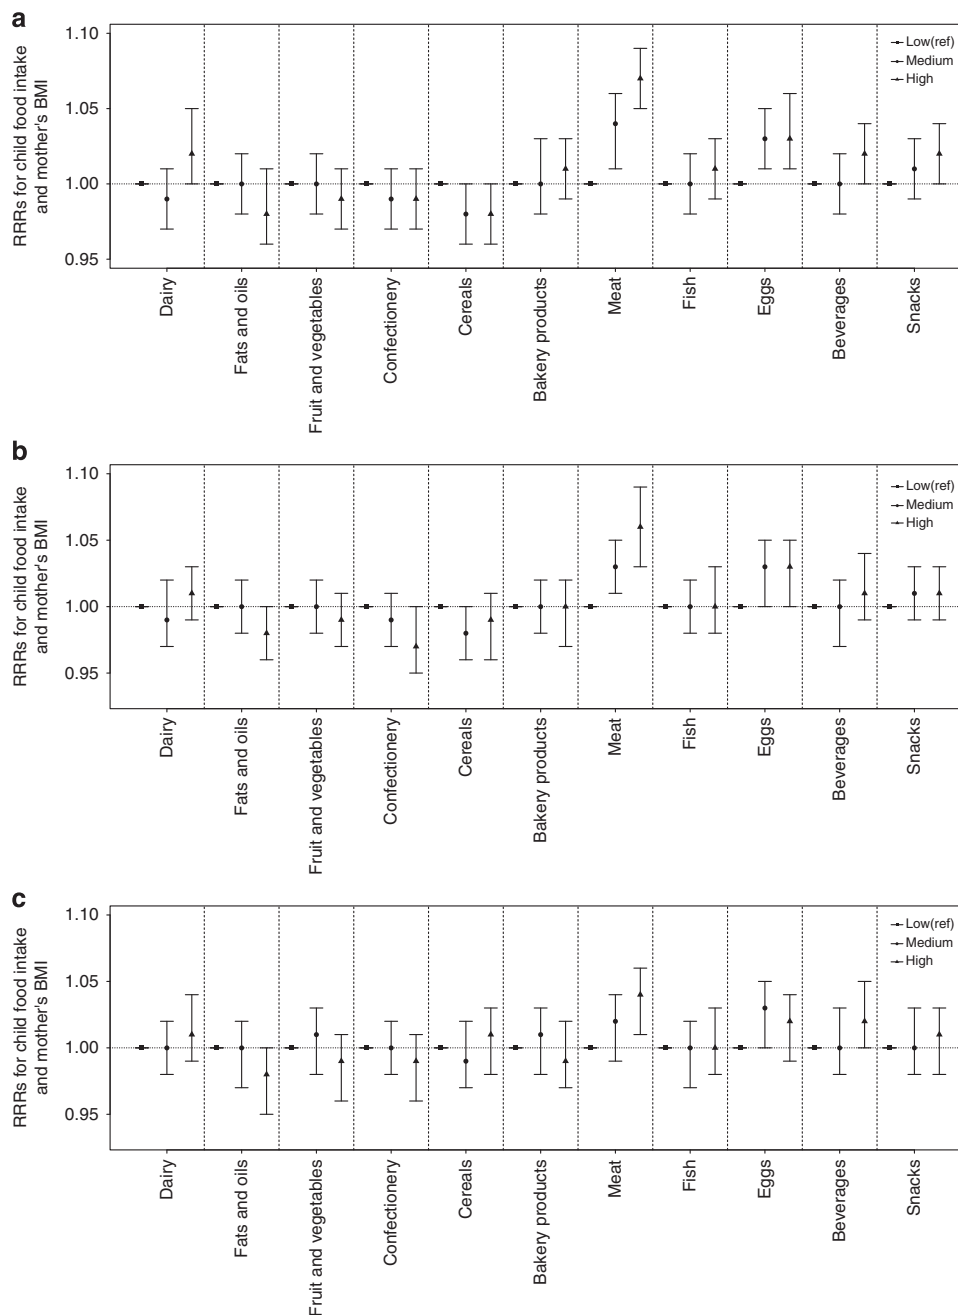 a
RRRs for child food intake
and mother's BMI
1.10
1.05
1.00
0.95
Low(ref)
Medium
High
Dairy
Fats and oils
Fruit and vegetables
Confectionery
Cereals
Bakery products
Meat
Fish
Eggs
Beverages
Snacks
b
RRRs for child food intake
and mother's BMI
1.10
1.05
1.00
0.95
Low(ref)
Medium
High
Dairy
Fats and oils
Fruit and vegetables
Confectionery
Cereals
Bakery products
Meat
Fish
Eggs
Beverages
Snacks
c
RRRs for child food intake
and mother's BMI
1.10
1.05
1.00
0.95
Low(ref)
Medium
High
Dairy
Fats and oils
Fruit and vegetables
Confectionery
Cereals
Bakery products
Meat
Fish
Eggs
Beverages
Snacks